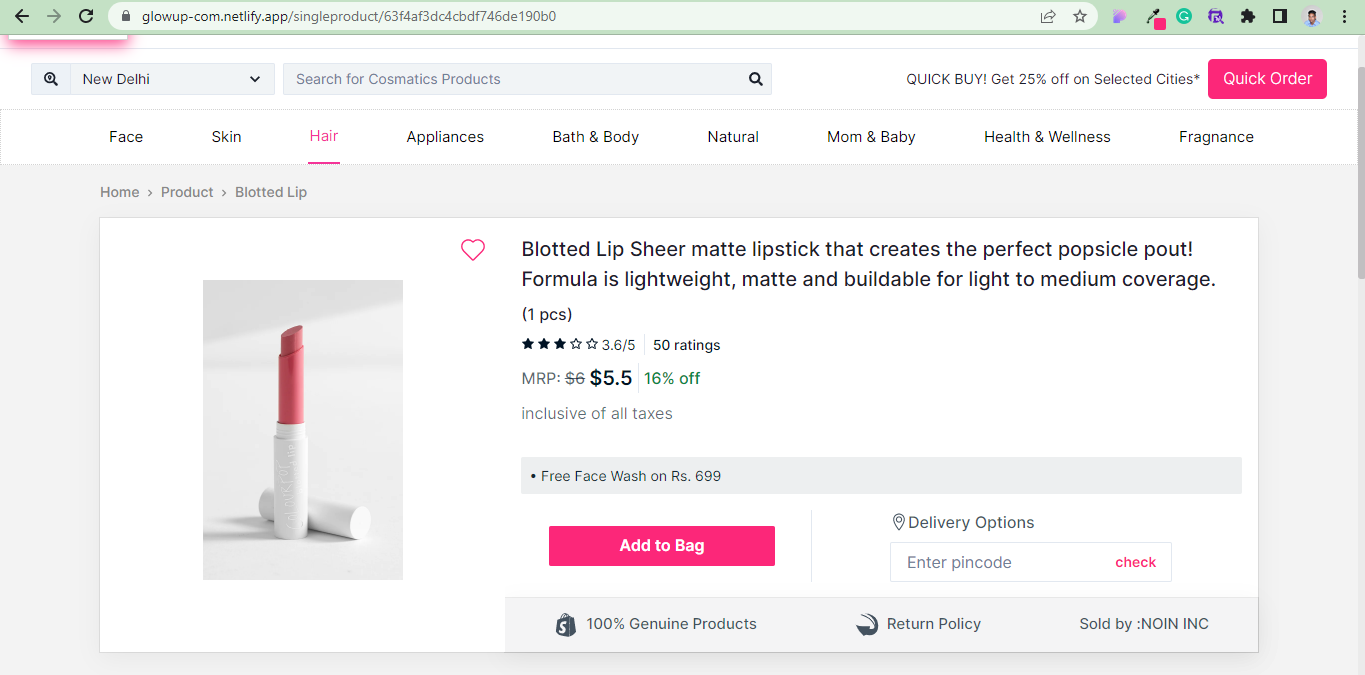 glowup-com.netlify.app/singleproduct/63f4af3dc4cbdf746de190b0
New Delhi
Search for Cosmatics Products
QUICK BUY! Get 25% off on Selected Cities*
Quick Order
Face
Skin
Hair
Appliances
Bath & Body
Natural
Mom & Baby
Health & Wellness
Fragnance
Home › Product › Blotted Lip
Blotted Lip Sheer matte lipstick that creates the perfect popsicle pout!
Formula is lightweight, matte and buildable for light to medium coverage.
(1 pcs)
3.6/5
50 ratings
MRP: $6 $5.5
16% off
inclusive of all taxes
• Free Face Wash on Rs. 699
Add to Bag
Delivery Options
Enter pincode
check
100% Genuine Products
Return Policy
Sold by :NOIN INC